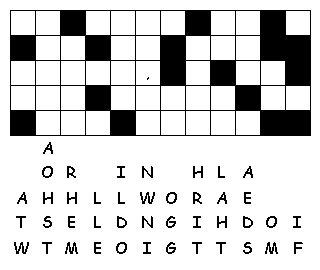 A
O R I N H L A
A H H L L W O R A E
T S E L D N G I H D O I
W T M E O I G T T S M F